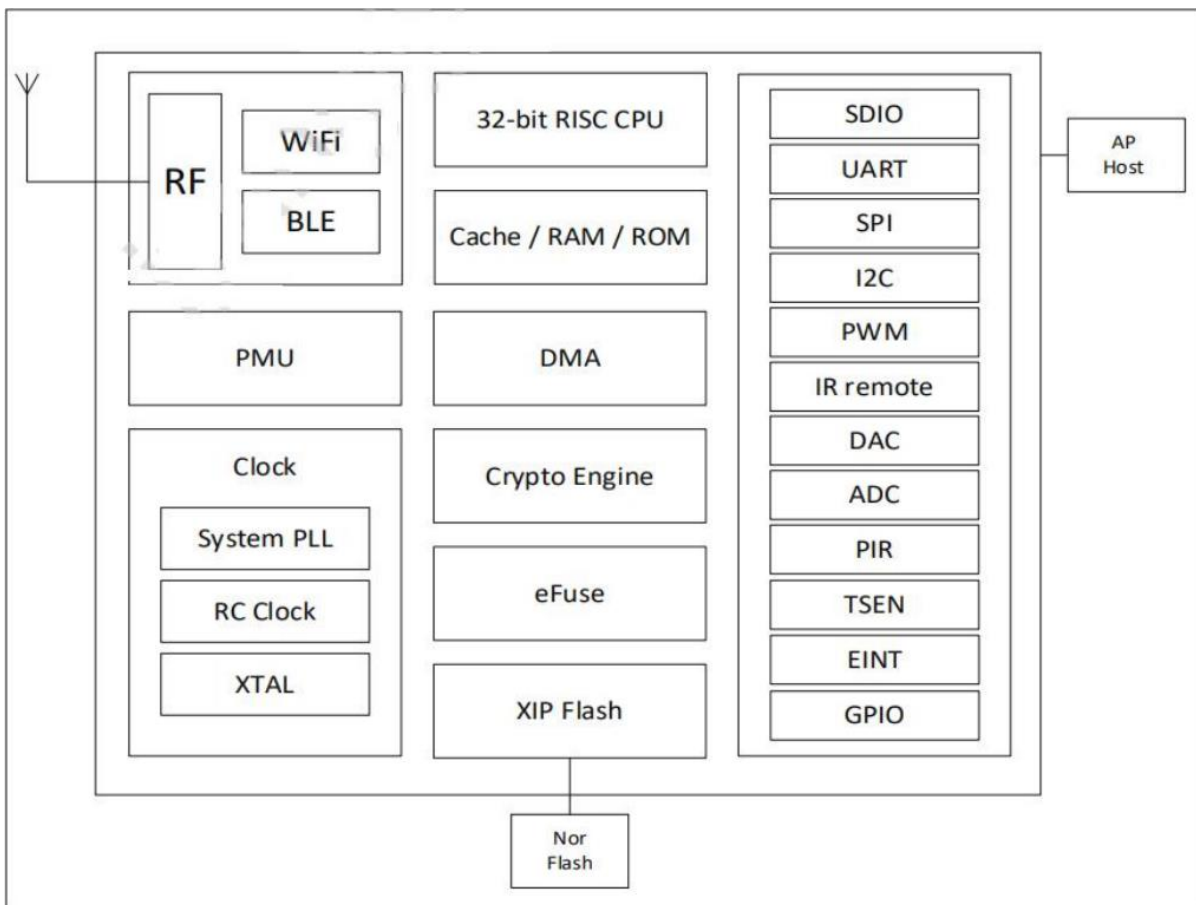 RF
WiFi
BLE
PMU
Clock
System PLL
RC Clock
XTAL
32-bit RISC CPU
Cache / RAM / ROM
DMA
Crypto Engine
eFuse
XIP Flash
Nor
Flash
SDIO
UART
SPI
I2C
PWM
IR remote
DAC
ADC
PIR
TSEN
EINT
GPIO
AP
Host